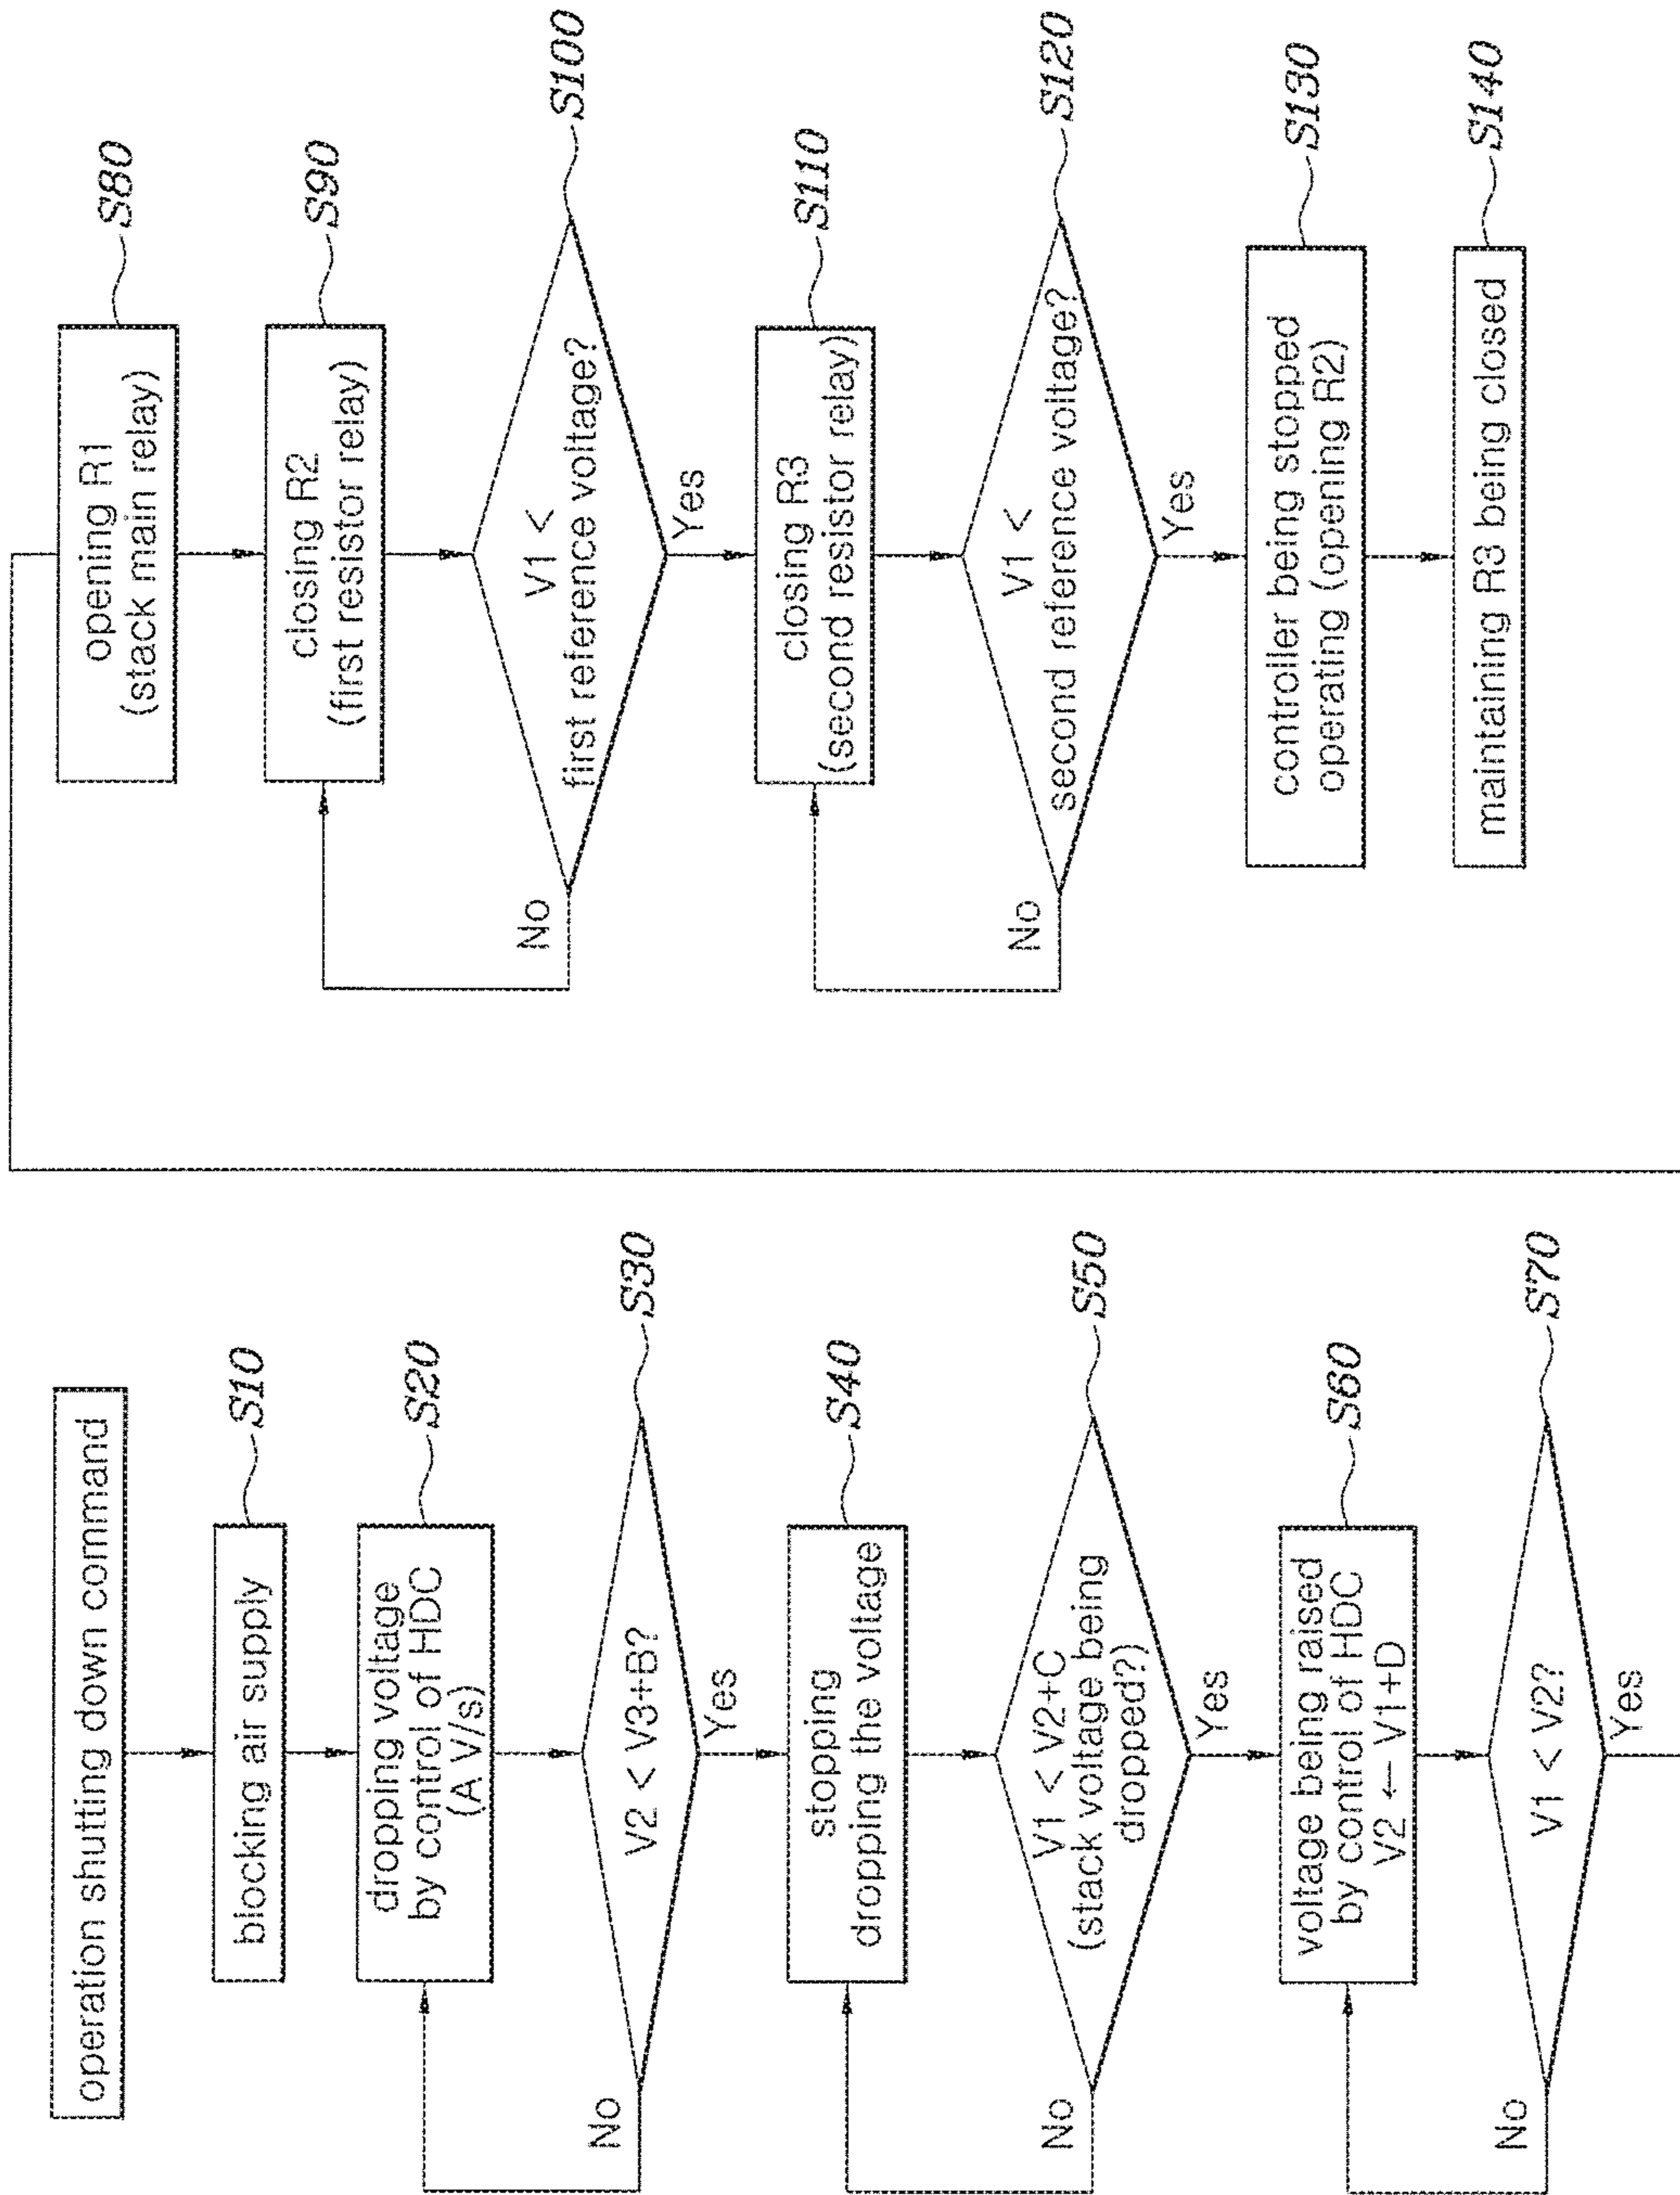 operation shutting down command
blocking air supply
S10
dropping voltage
by control of HDC
(A V/s)
S20
V2 < V3+B?
S30
No
Yes
stopping
dropping the voltage
S40
V1 < V2+C
(stack voltage being
dropped?)
S50
No
Yes
voltage being raised
by control of HDC
V2 ← V1+D
S60
V1 < V2?
S70
No
Yes
opening R1
(stack main relay)
S80
closing R2
(first resistor relay)
S90
V1 <
first reference voltage?
S100
No
Yes
closing R3
(second resistor relay)
S110
V1 <
second reference voltage?
S120
No
Yes
controller being stopped
operating (opening R2)
S130
maintaining R3 being closed
S140